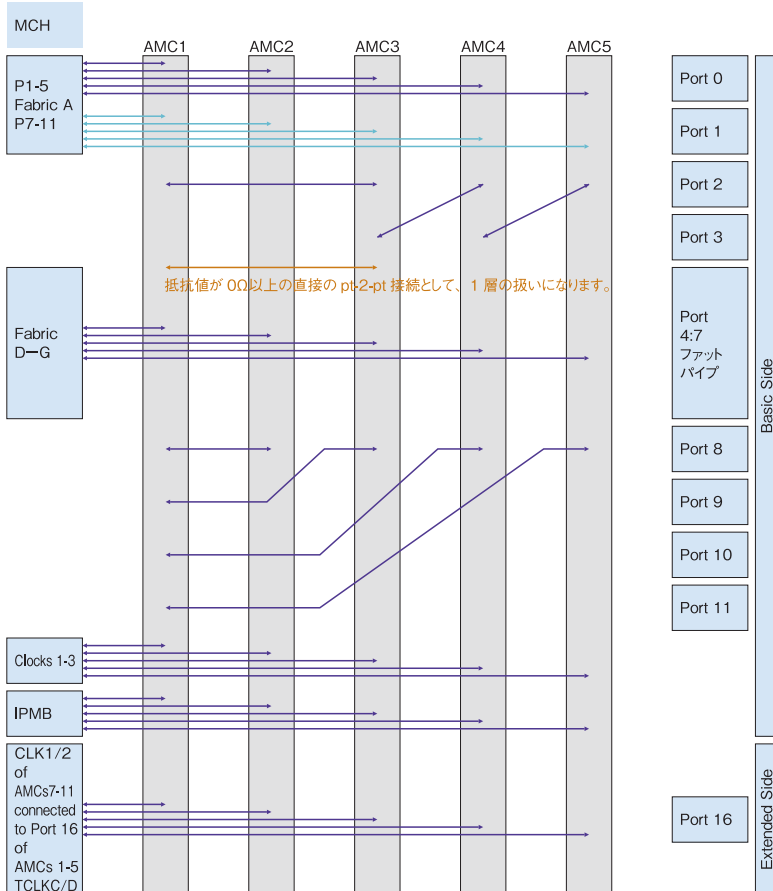 MCH
AMC1 AMC2 AMC3 AMC4 AMC5
P1-5
Fabric A
P7-11
Port 0
Port 1
Port 2
Port 3
抵抗値が 0Ω以上の直接の pt-2-pt 接続として、1 層の扱いになります。
Fabric
D－G
Port
4:7
ファット
パイプ
Basic Side
Port 8
Port 9
Port 10
Port 11
Clocks 1-3
IPMB
CLK1/2
of
AMCs7-11
connected
to Port 16
of
AMCs 1-5
TCLKC/D
Port 16
Extended Side